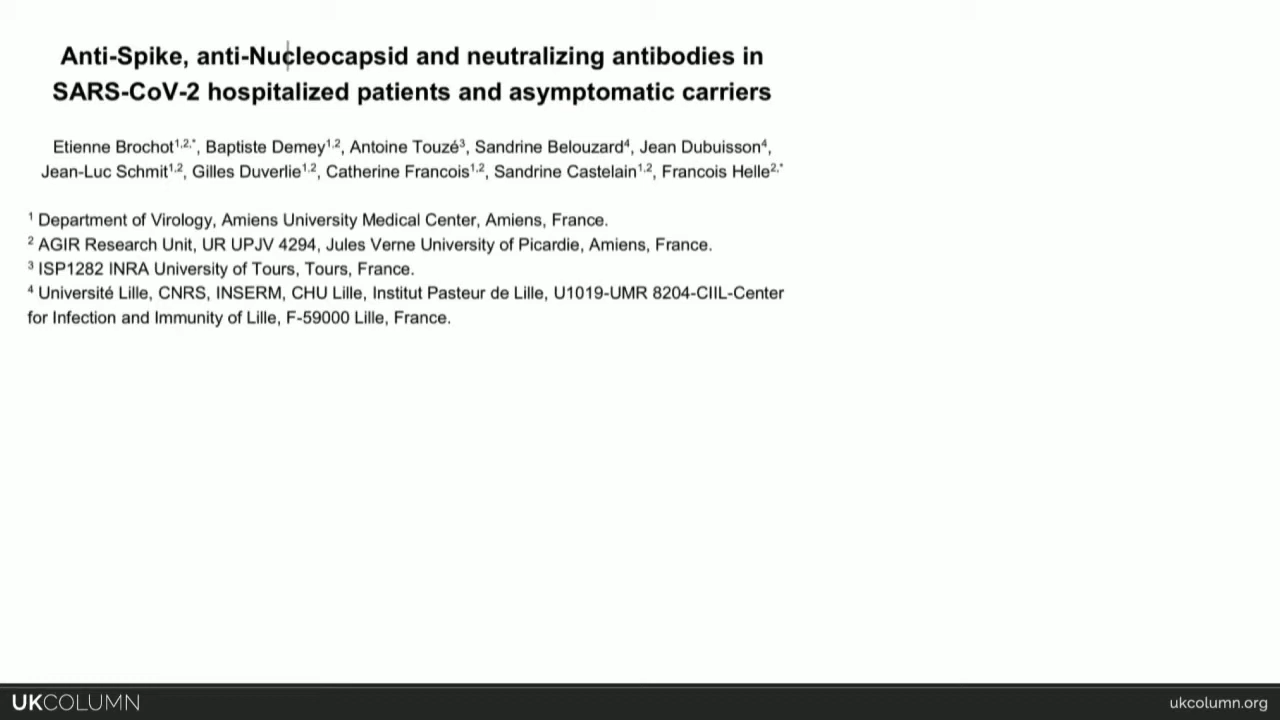 Anti-Spike, anti-Nucleocapsid and neutralizing antibodies in
SARS-CoV-2 hospitalized patients and asymptomatic carriers
Etienne Brochot1,2,*, Baptiste Demey1,2, Antoine Touzé3, Sandrine Belouzard4, Jean Dubuisson4,
Jean-Luc Schmit1,2, Gilles Duverlie1,2, Catherine Francois1,2, Sandrine Castelain1,2, Francois Helle2,*
1 Department of Virology, Amiens University Medical Center, Amiens, France.
2 AGIR Research Unit, UR UPJV 4294, Jules Verne University of Picardie, Amiens, France.
3 ISP1282 INRA University of Tours, Tours, France.
4 Université Lille, CNRS, INSERM, CHU Lille, Institut Pasteur de Lille, U1019-UMR 8204-CIIL-Center
for Infection and Immunity of Lille, F-59000 Lille, France.
UKCOLUMN
ukcolumn.org